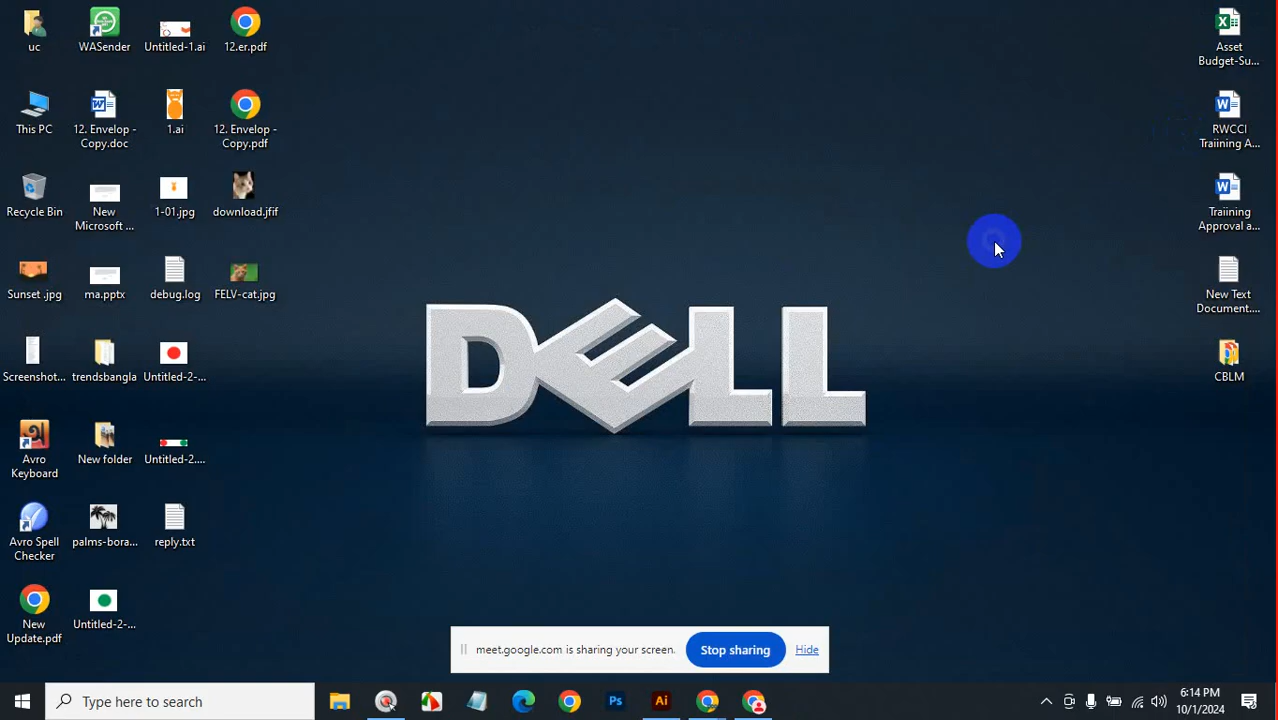 uc
WASender
Untitled-1.ai
12.er.pdf
This PC
12. Envelop -
Copy.doc
1.ai
12. Envelop -
Copy.pdf
Recycle Bin
New
Microsoft ...
1-01.jpg
download.jfif
Sunset .jpg
ma.pptx
debug.log
FELV-cat.jpg
Screenshot...
trendsbangla
Untitled-2-...
Avro
Keyboard
New folder
Untitled-2....
Avro Spell
Checker
palms-bora...
reply.txt
New
Update.pdf
Untitled-2-...
Asset
Budget-Su...
RWCCI
Traiining A...
Traiining
Approval a...
New Text
Document....
CBLM
DELL
meet.google.com is sharing your screen.
Stop sharing
Hide
Type here to search
Ps
Ai
6:14 PM
10/1/2024